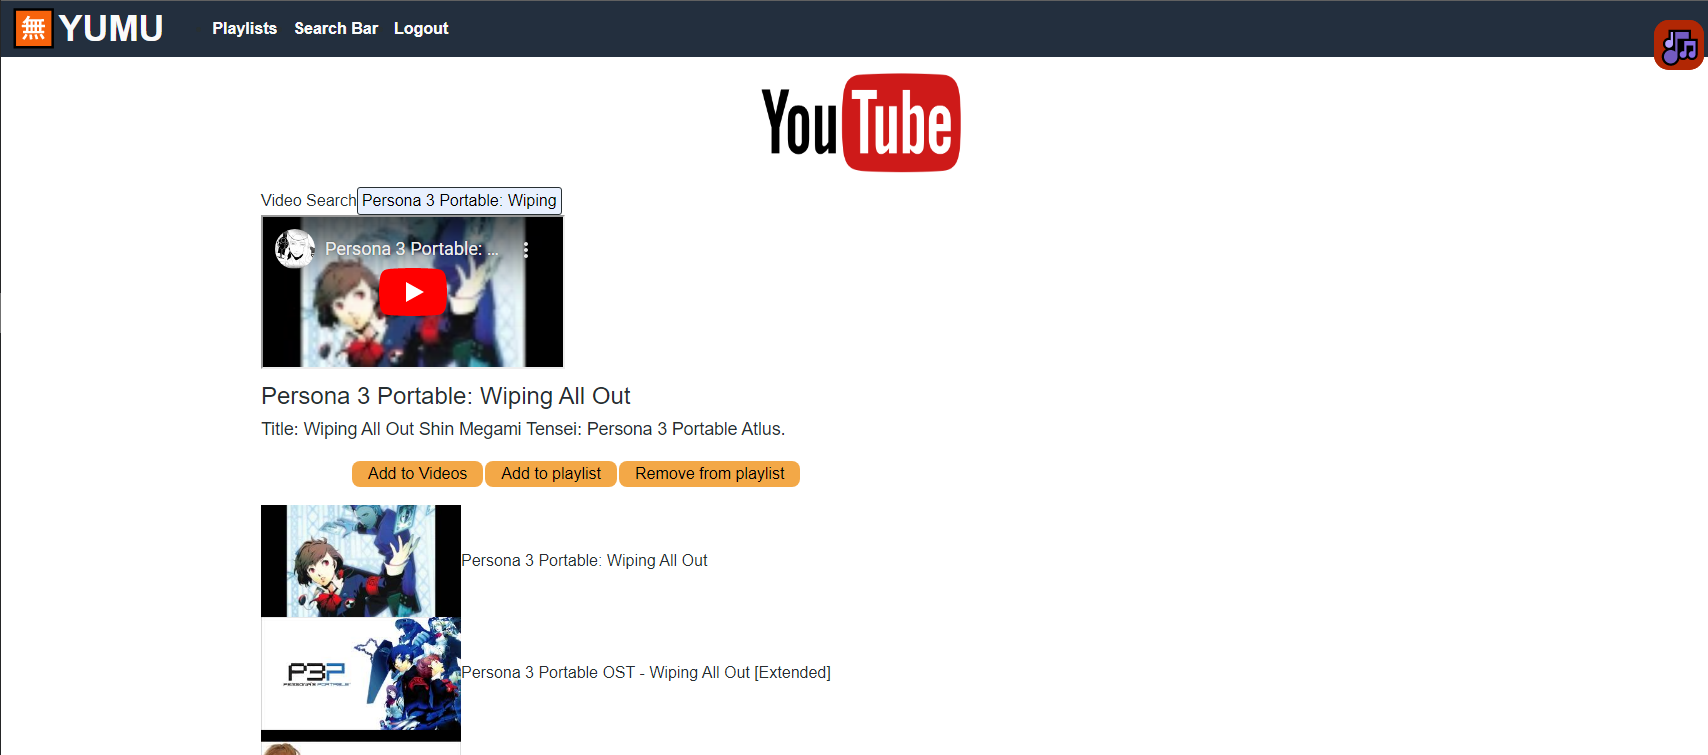 無 YUMU Playlists Search Bar Logout
YouTube
Video Search Persona 3 Portable: Wiping
Persona 3 Portable: ...
Persona 3 Portable: Wiping All Out
Title: Wiping All Out Shin Megami Tensei: Persona 3 Portable Atlus.
Add to Videos Add to playlist Remove from playlist
Persona 3 Portable: Wiping All Out
P3P
PERSONA3 PORTABLE
Persona 3 Portable OST - Wiping All Out [Extended]